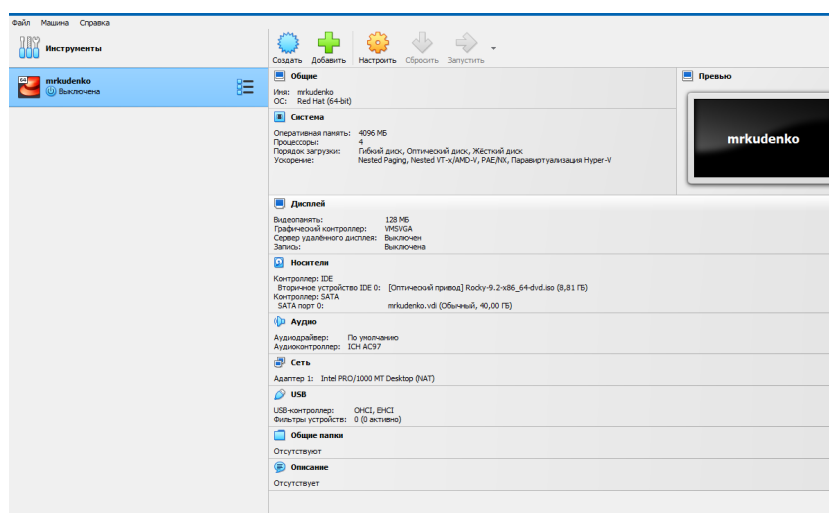 Файл Машина Справка
Инструменты
Создать Добавить Настроить Сбросить Запустить
64
mrkudenko
Выключена
Общие
Имя: mrkudenko
ОС: Red Hat (64-bit)
Превью
mrkudenko
Система
Оперативная память: 4096 МБ
Процессоры: 4
Порядок загрузки: Гибкий диск, Оптический диск, Жёсткий диск
Ускорение: Nested Paging, Nested VT-x/AMD-V, PAE/NX, Паравиртуализация Hyper-V
Дисплей
Видеопамять: 128 МБ
Графический контроллер: VMSVGA
Сервер удалённого дисплея: Выключен
Запись: Выключена
Носители
Контроллер: IDE
Вторичное устройство IDE 0: [Оптический привод] Rocky-9.2-x86_64-dvd.iso (8,81 ГБ)
Контроллер: SATA
SATA порт 0: mrkudenko.vdi (Обычный, 40,00 ГБ)
Аудио
Аудиодрайвер: По умолчанию
Аудиоконтроллер: ICH AC97
Сеть
Адаптер 1: Intel PRO/1000 MT Desktop (NAT)
USB
USB-контроллер: OHCI, EHCI
Фильтры устройств: 0 (0 активно)
Общие папки
Отсутствуют
Описание
Отсутствует